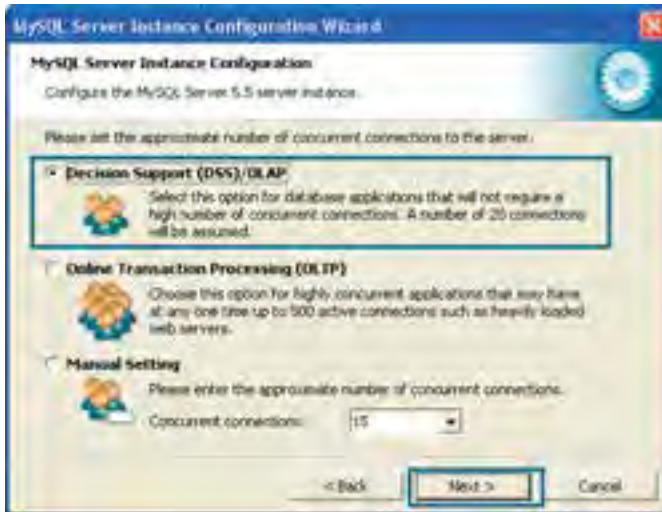 MySQL Server Instance Configuration Wizard
MySQL Server Instance Configuration
Configure the MySQL Server 5.5 server instance.
Please set the approximate number of concurrent connections to the server.
Decision Support (DSS)/OLAP
Select this option for database applications that will not require a
high number of concurrent connections. A number of 20 connections
will be assumed.
Online Transaction Processing (OLTP)
Choose this option for highly concurrent applications that may have
at any one time up to 500 active connections such as heavily loaded
web servers.
Manual Setting
Please enter the approximate number of concurrent connections.
Concurrent connections: 15
< Back Next > Cancel